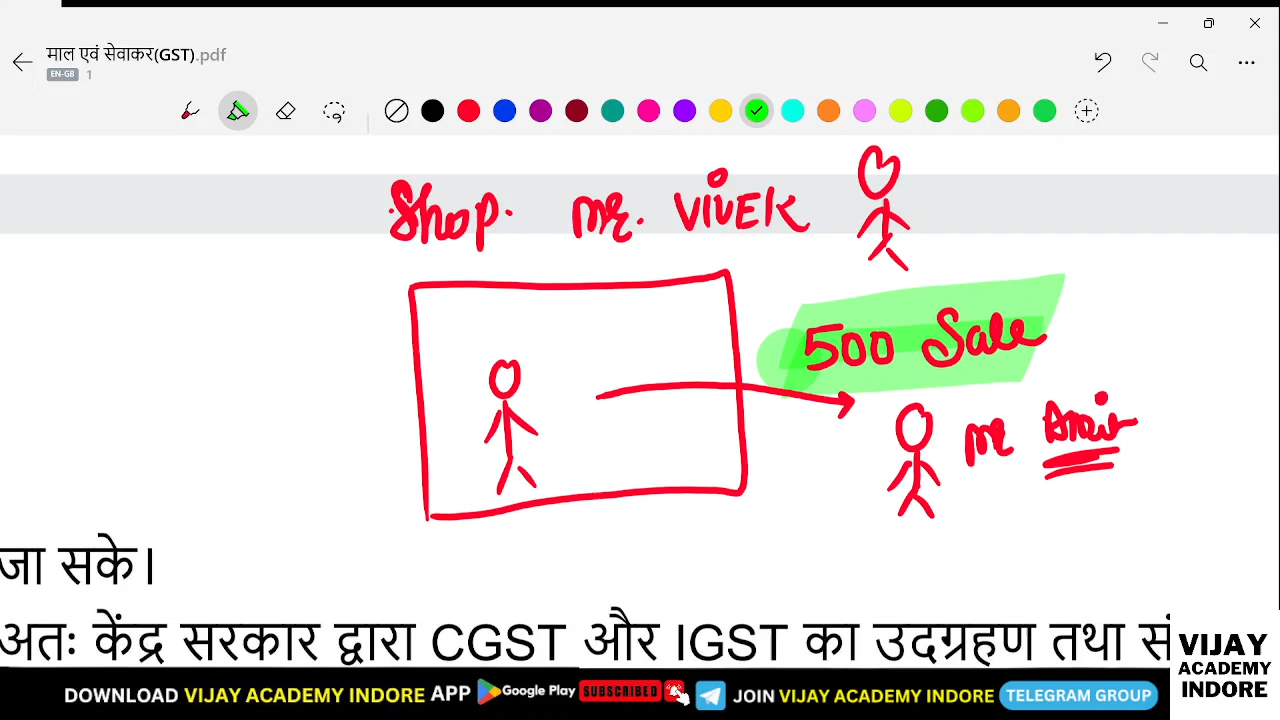 माल एवं सेवाकर(GST).pdf
EN-GB 1
Shop. Mr. VIVEK
500 Sale
Mr
जा सके।
अतः केंद्र सरकार द्वारा CGST और IGST का उदग्रहण तथा सं
VIJAY
ACADEMY
INDORE
DOWNLOAD VIJAY ACADEMY INDORE APP Google Play SUBSCRIBED JOIN VIJAY ACADEMY INDORE TELEGRAM GROUP